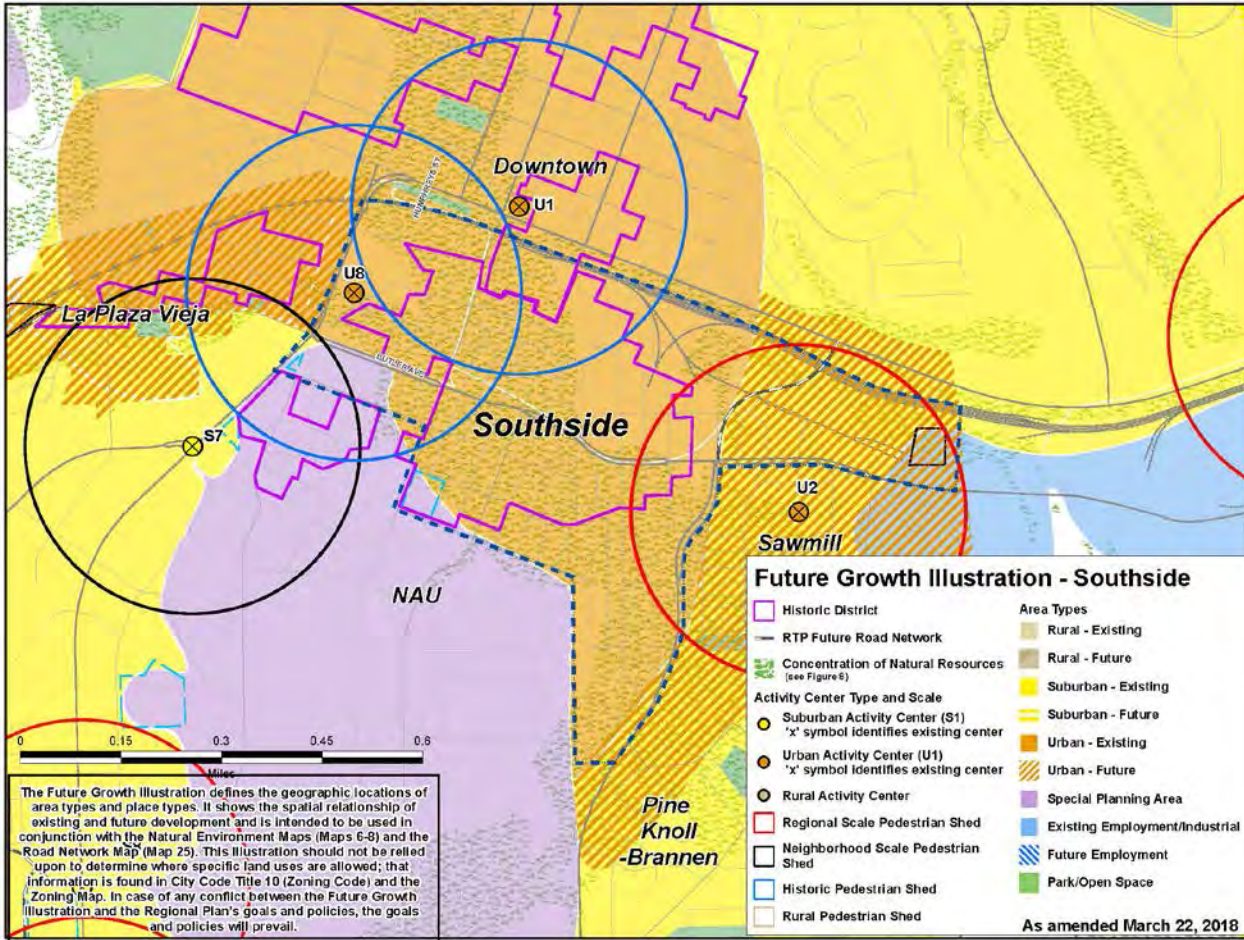 Downtown
HUMPHREYS ST
U1
U8
La Plaza Vieja
BUTLER AVE
Southside
S7
U2
Sawmill
NAU
Pine
Knoll
-Brannen
0 0.15 0.3 0.45 0.6
Miles
The Future Growth Illustration defines the geographic locations of
area types and place types. It shows the spatial relationship of
existing and future development and is intended to be used in
conjunction with the Natural Environment Maps (Maps 6-8) and the
Road Network Map (Map 25). This Illustration should not be relied
upon to determine where specific land uses are allowed; that
information is found in City Code Title 10 (Zoning Code) and the
Zoning Map. In case of any conflict between the Future Growth
Illustration and the Regional Plan's goals and policies, the goals
and policies will prevail.
Future Growth Illustration - Southside
Historic District
RTP Future Road Network
Concentration of Natural Resources
(see Figure 8)
Activity Center Type and Scale
Suburban Activity Center (S1)
'x' symbol identifies existing center
Urban Activity Center (U1)
'x' symbol identifies existing center
Rural Activity Center
Regional Scale Pedestrian Shed
Neighborhood Scale Pedestrian
Shed
Historic Pedestrian Shed
Rural Pedestrian Shed
Area Types
Rural - Existing
Rural - Future
Suburban - Existing
Suburban - Future
Urban - Existing
Urban - Future
Special Planning Area
Existing Employment/Industrial
Future Employment
Park/Open Space
As amended March 22, 2018